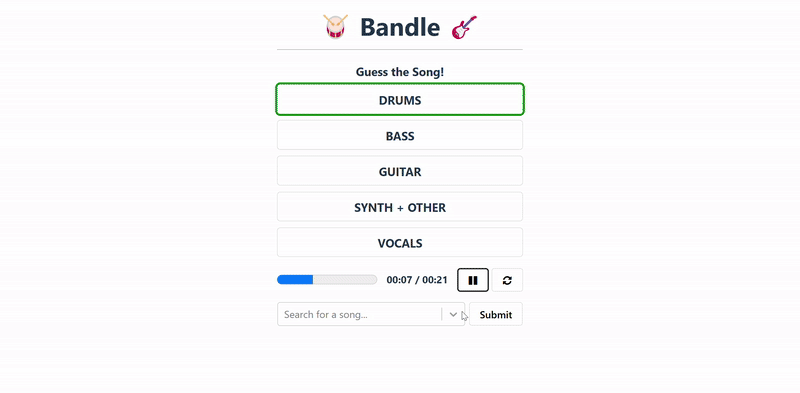 Bandle
Guess the Song!
DRUMS
BASS
GUITAR
SYNTH + OTHER
VOCALS
00:07 / 00:21
Search for a song...
Submit